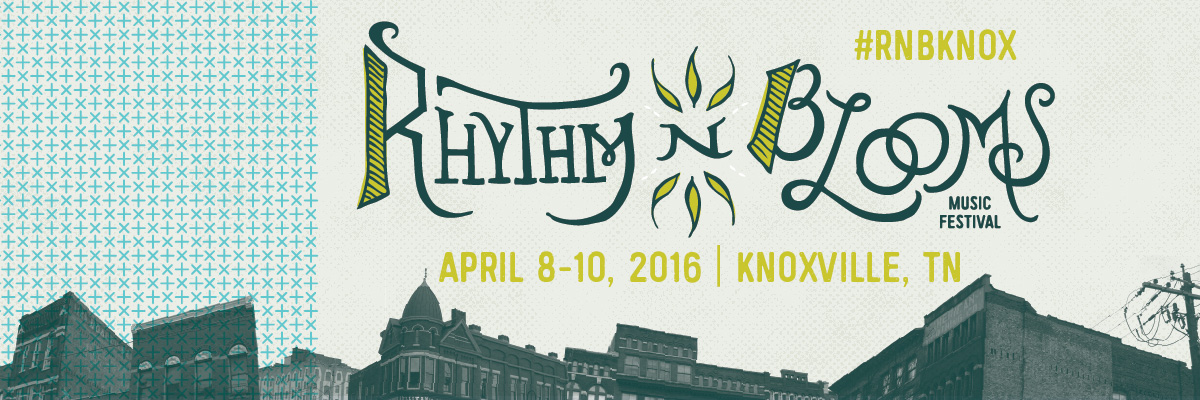 #RNBKNOX
RHYTHM N BLOOMS
MUSIC
FESTIVAL
APRIL 8-10, 2016 | KNOXVILLE, TN